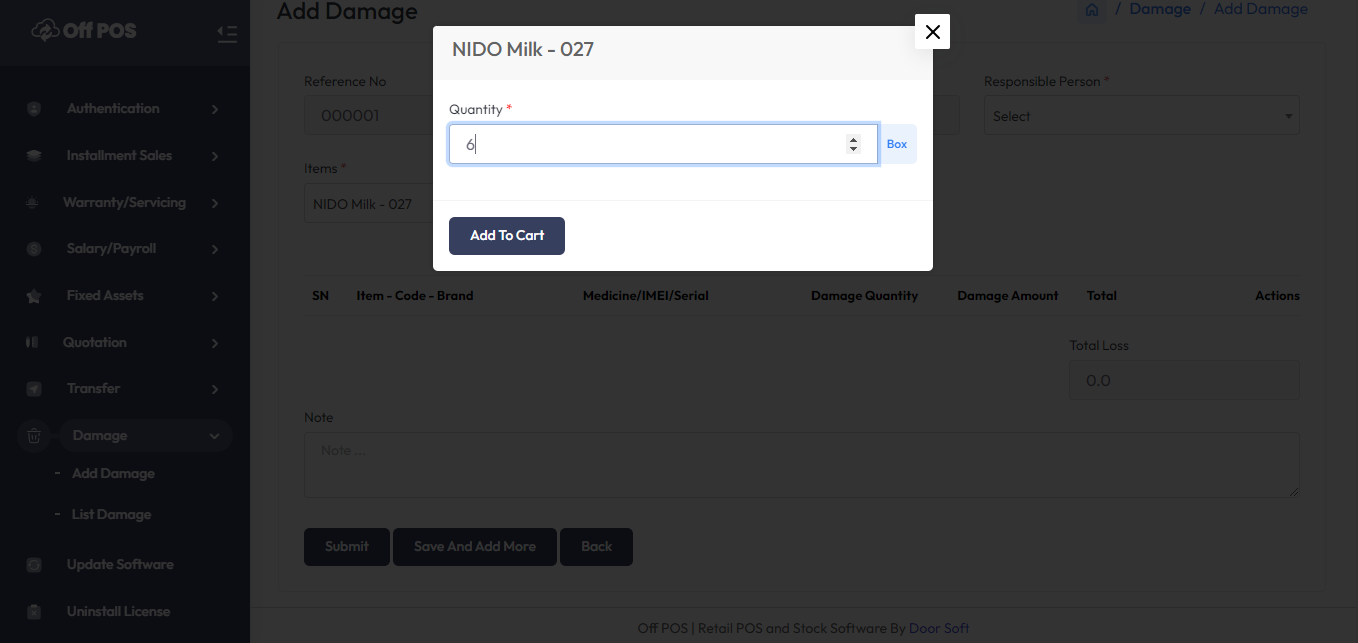 Off POS
Authentication
Installment Sales
Warranty/Servicing
Salary/Payroll
Fixed Assets
Quotation
Transfer
Damage
- Add Damage
- List Damage
Update Software
Uninstall License
Add Damage
/ Damage / Add Damage
NIDO Milk - 027
Quantity *
6
Box
Add To Cart
Reference No
000001
Responsible Person *
Select
Items *
NIDO Milk - 027
SN Item - Code - Brand Medicine/IMEI/Serial Damage Quantity Damage Amount Total Actions
Total Loss
0.0
Note
Note ...
Submit Save And Add More Back
Off POS | Retail POS and Stock Software By Door Soft